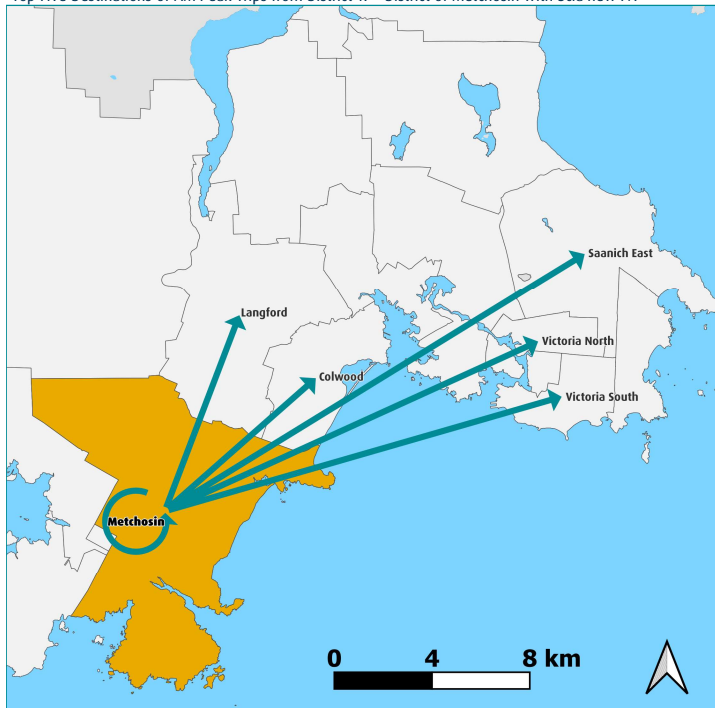 Saanich East
Langford
Victoria North
Colwood
Victoria South
Metchosin
0 4 8 km